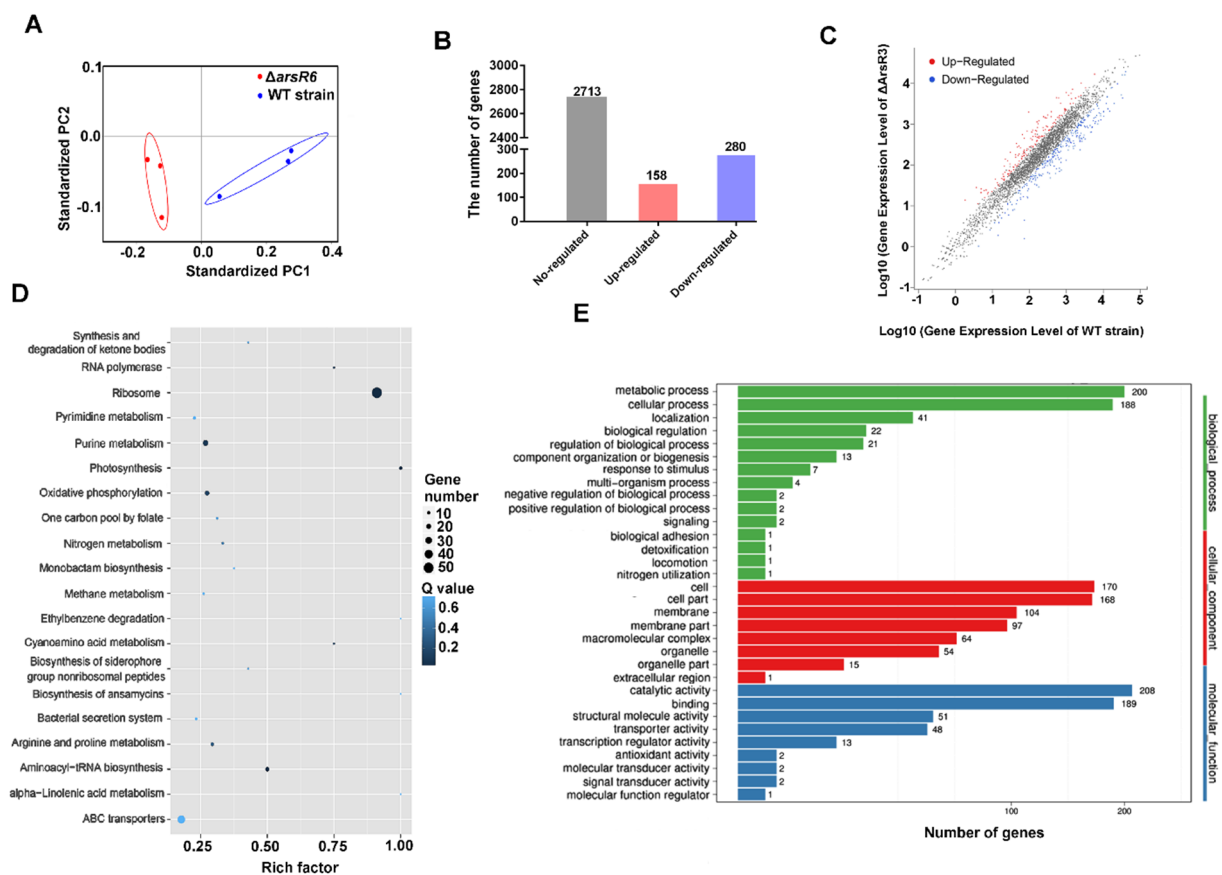 A
0.1
0.0
-0.1
Standardized PC2
ΔarsR6
WT strain
-0.2
0.0
0.2
0.4
Standardized PC1
B
The number of genes
3000
2800
2600
300
200
100
0
2713
158
280
No-regulated
Up-regulated
Down-regulated
C
Log10 (Gene Expression Level of ΔArsR3)
Up-Regulated
Down-Regulated
5
4
3
2
1
0
-1
-1
0
1
2
3
4
5
Log10 (Gene Expression Level of WT strain)
D
Synthesis and
degradation of ketone bodies
RNA polymerase
Ribosome
Pyrimidine metabolism
Purine metabolism
Photosynthesis
Oxidative phosphorylation
One carbon pool by folate
Nitrogen metabolism
Monobactam biosynthesis
Methane metabolism
Ethylbenzene degradation
Cyanoamino acid metabolism
Biosynthesis of siderophore
group nonribosomal peptides
Biosynthesis of ansamycins
Bacterial secretion system
Arginine and proline metabolism
Aminoacyl-tRNA biosynthesis
alpha-Linolenic acid metabolism
ABC transporters
0.25
0.50
0.75
1.00
Rich factor
Gene
number
10
20
30
40
50
Q value
0.6
0.4
0.2
E
metabolic process 200
cellular process 188
localization 41
biological regulation 22
regulation of biological process 21
component organization or biogenesis 13
response to stimulus 7
multi-organism process 4
negative regulation of biological process 2
positive regulation of biological process 2
signaling 2
biological adhesion 1
detoxification 1
locomotion 1
nitrogen utilization 1
cell 170
cell part 168
membrane 104
membrane part 97
macromolecular complex 64
organelle 54
organelle part 15
extracellular region 1
catalytic activity 208
binding 189
structural molecule activity 51
transporter activity 48
transcription regulator activity 13
antioxidant activity 2
molecular transducer activity 2
signal transducer activity 2
molecular function regulator 1
100
200
Number of genes
biological_process
cellular_component
molecular_function